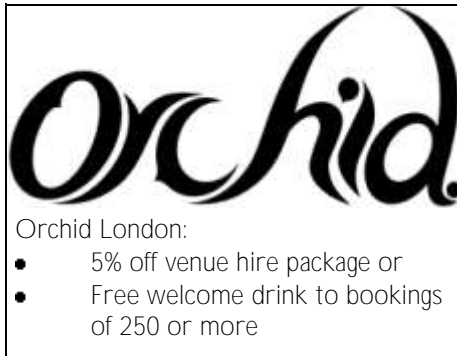 Orchid.
Orchid London:
• 5% off venue hire package or
• Free welcome drink to bookings
of 250 or more